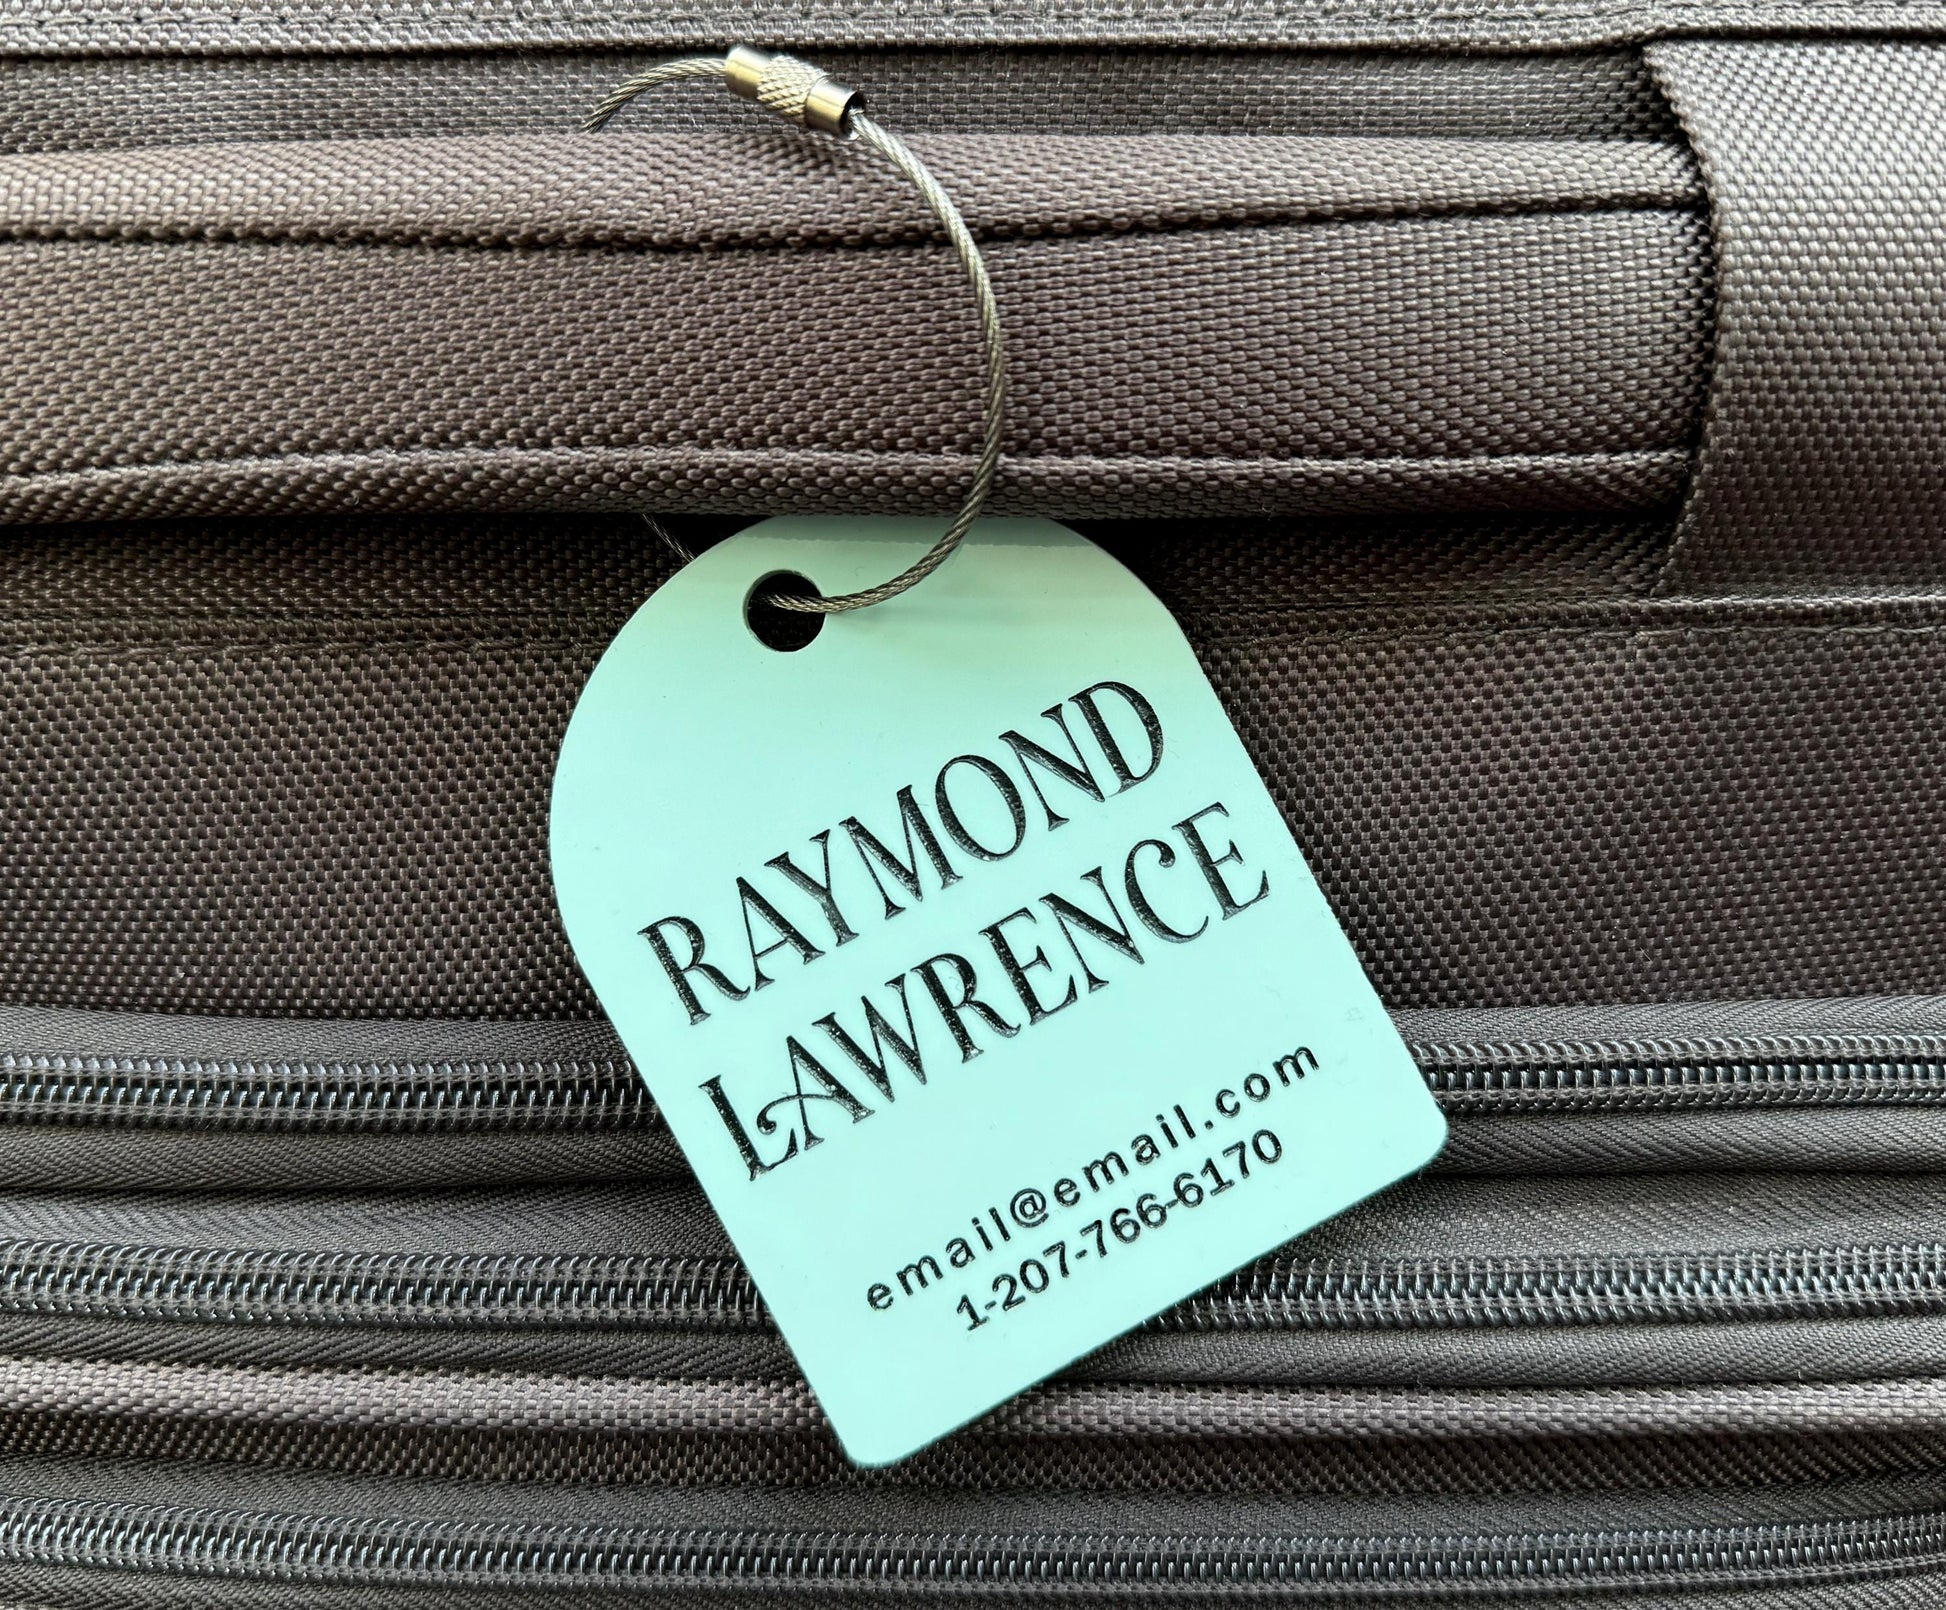 RAYMOND
LAWRENCE
email@email.com
1-207-766-6170